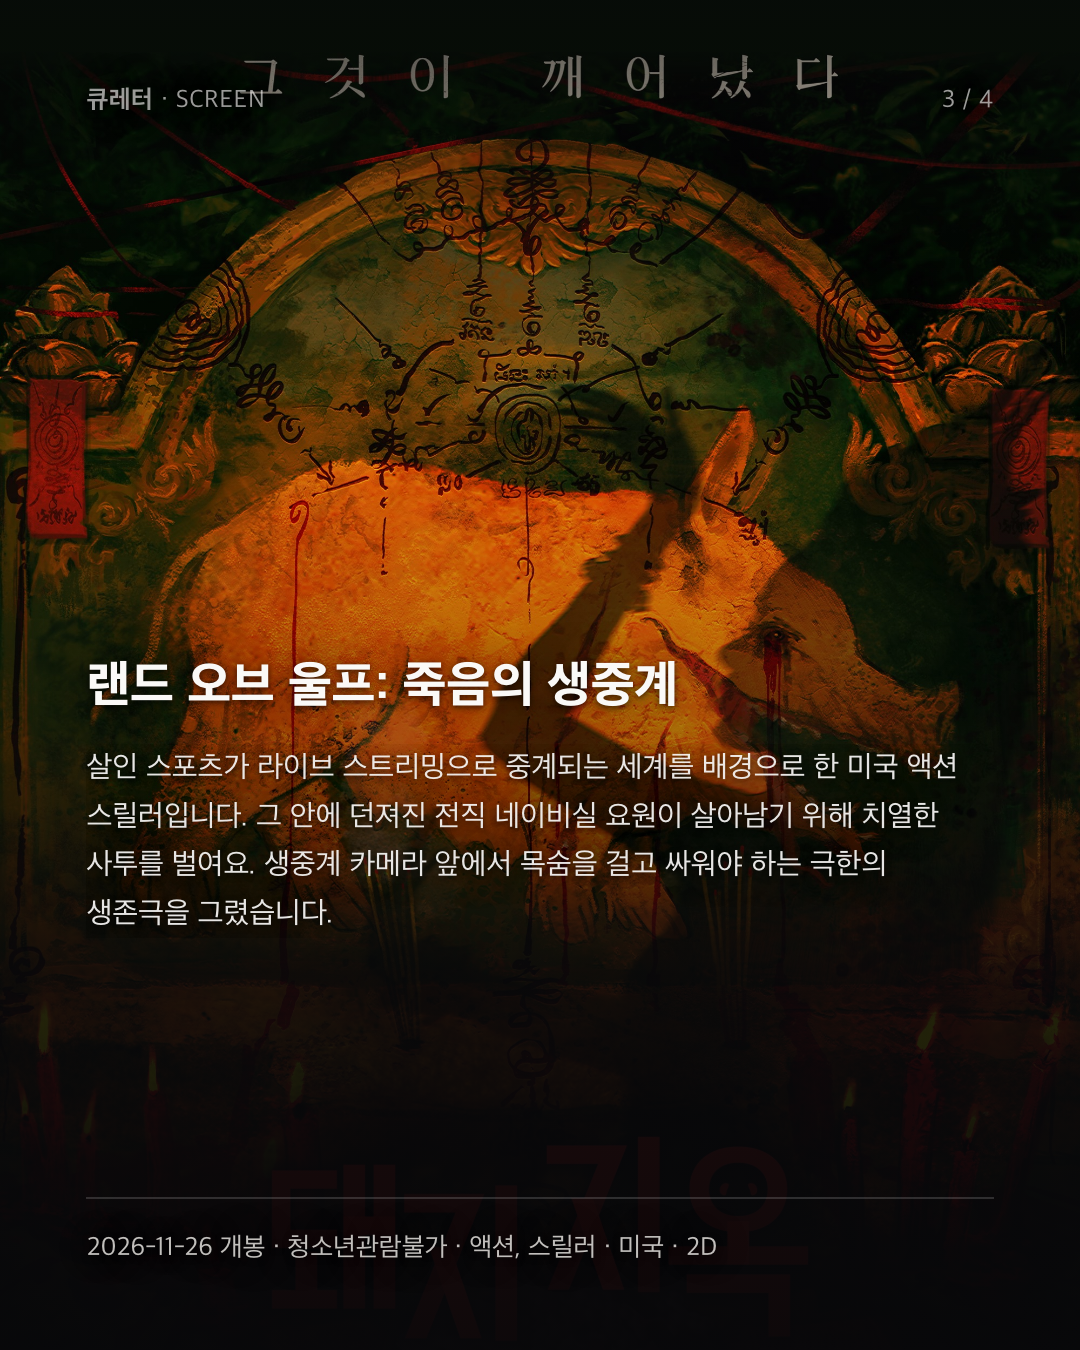 그것이 깨어났다
큐레터 · SCREEN
3 / 4
랜드 오브 울프: 죽음의 생중계
살인 스포츠가 라이브 스트리밍으로 중계되는 세계를 배경으로 한 미국 액션
스릴러입니다. 그 안에 던져진 전직 네이비실 요원이 살아남기 위해 치열한
사투를 벌여요. 생중계 카메라 앞에서 목숨을 걸고 싸워야 하는 극한의
생존극을 그렸습니다.
돼지지옥
2026-11-26 개봉 · 청소년관람불가 · 액션, 스릴러 · 미국 · 2D